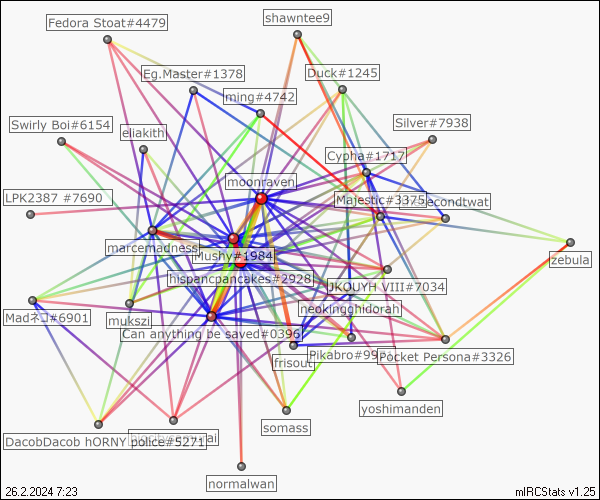 shawntee9
Fedora Stoat#4479
Eg.Master#1378
Duck#1245
ming#4742
Swirly Boi#6154
eliakith
Silver#7938
Cypha#1717
moonraven
LPK2387 #7690
Majestic#3375
secondtwat
marcemadness
Mushy#1984
zebula
hispancpancakes#2928
JKOUYH VIII#7034
Madネコ#6901
mukszi
neokingghidorah
Can anything be saved#0396
frisout
Pikabro#99
Pocket Persona#3326
yoshimanden
somass
DacobDacob hORNY police#5271
normalwan
26.2.2024 7:23
mIRCStats v1.25